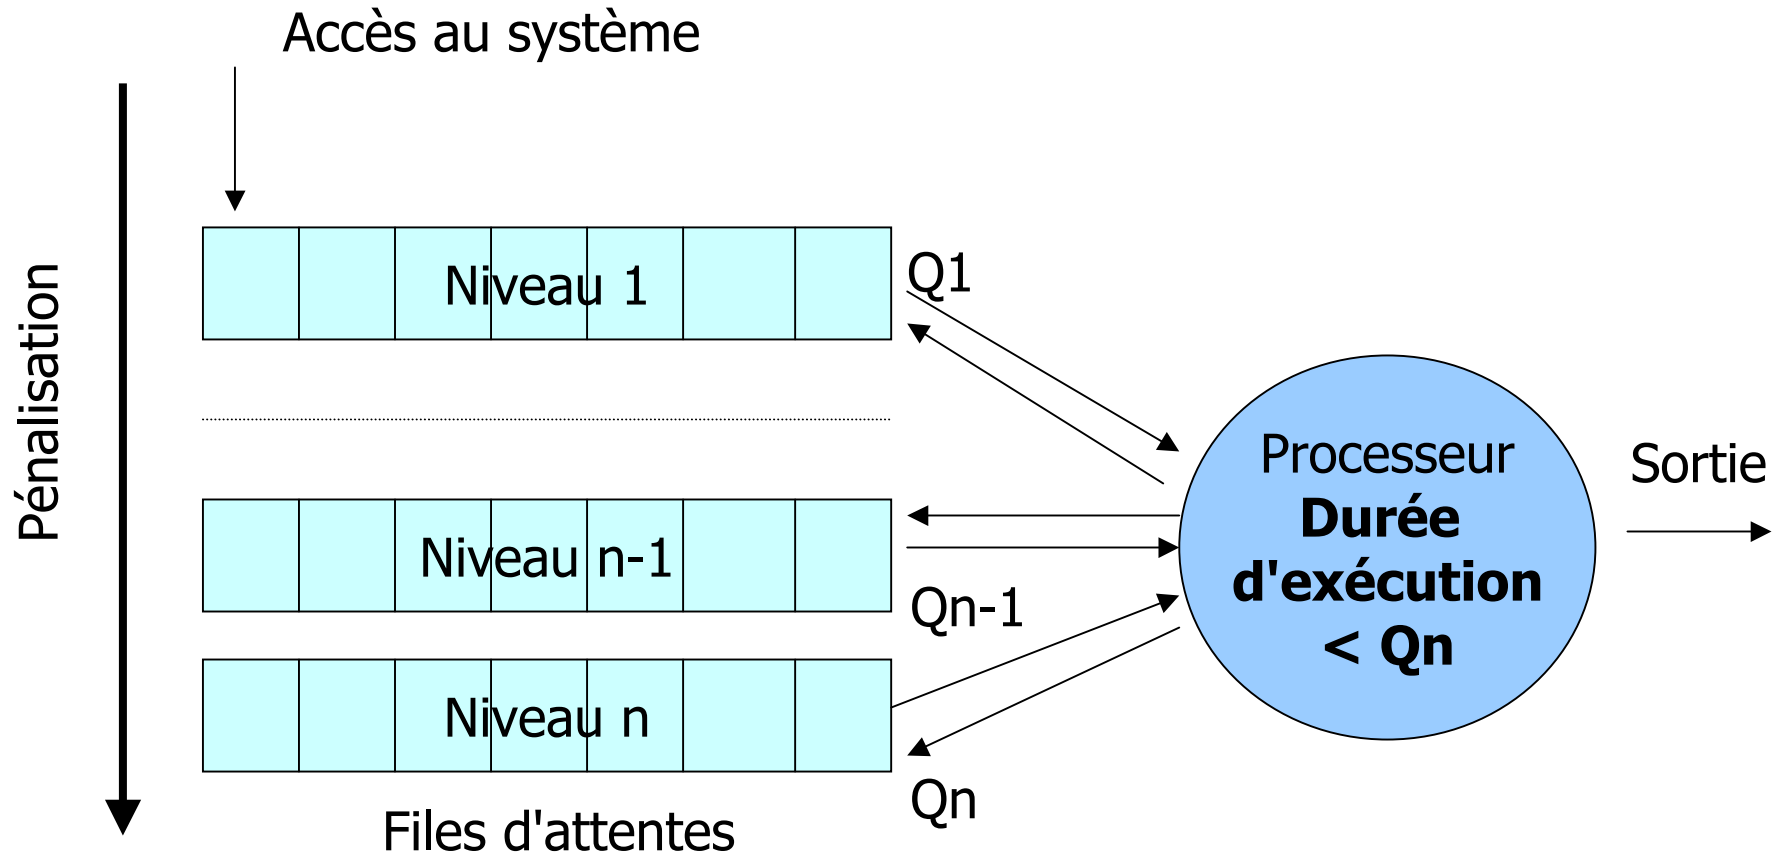 Accès au système
Pénalisation
Niveau 1
Q1
Niveau n-1
Qn-1
Niveau n
Qn
Files d'attentes
Processeur
Durée
d'exécution
< Qn
Sortie